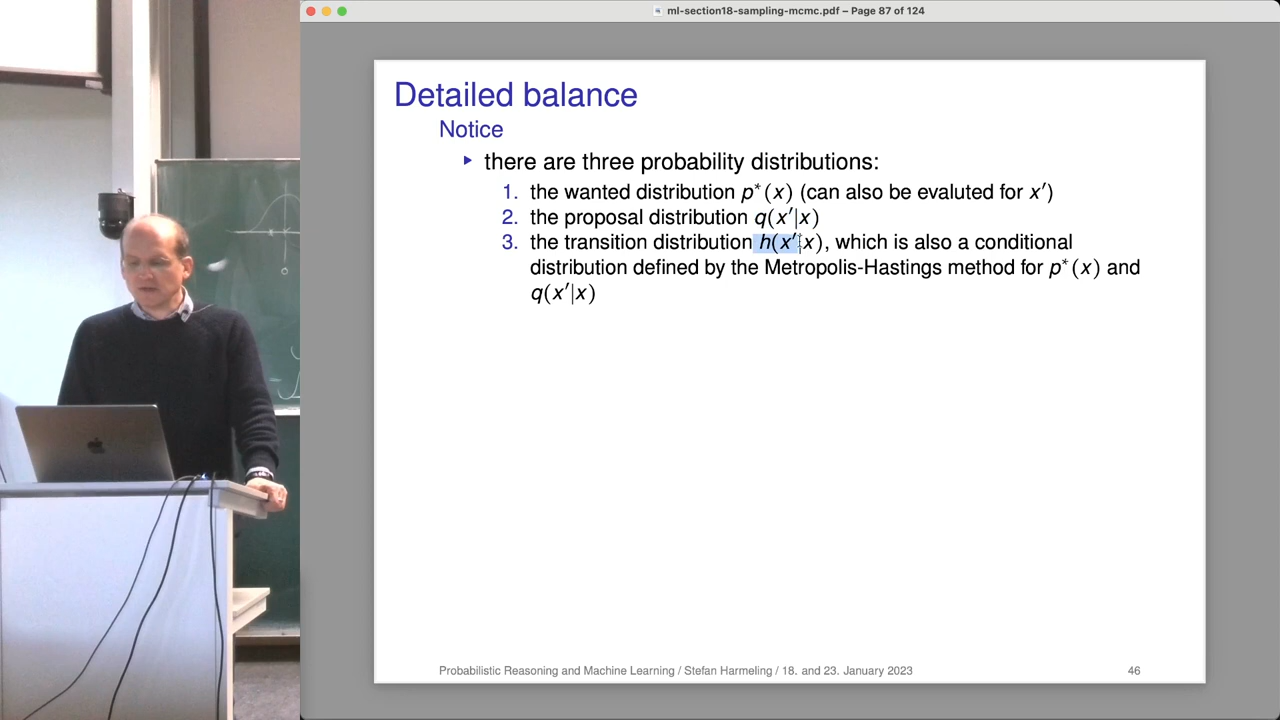 ml-section18-sampling-mcmc.pdf – Page 87 of 124
Detailed balance
Notice
there are three probability distributions:
1. the wanted distribution p*(x) (can also be evaluted for x′)
2. the proposal distribution q(x′|x)
3. the transition distribution h(x′|x), which is also a conditional
distribution defined by the Metropolis-Hastings method for p*(x) and
q(x′|x)
Probabilistic Reasoning and Machine Learning / Stefan Harmeling / 18. and 23. January 2023
46